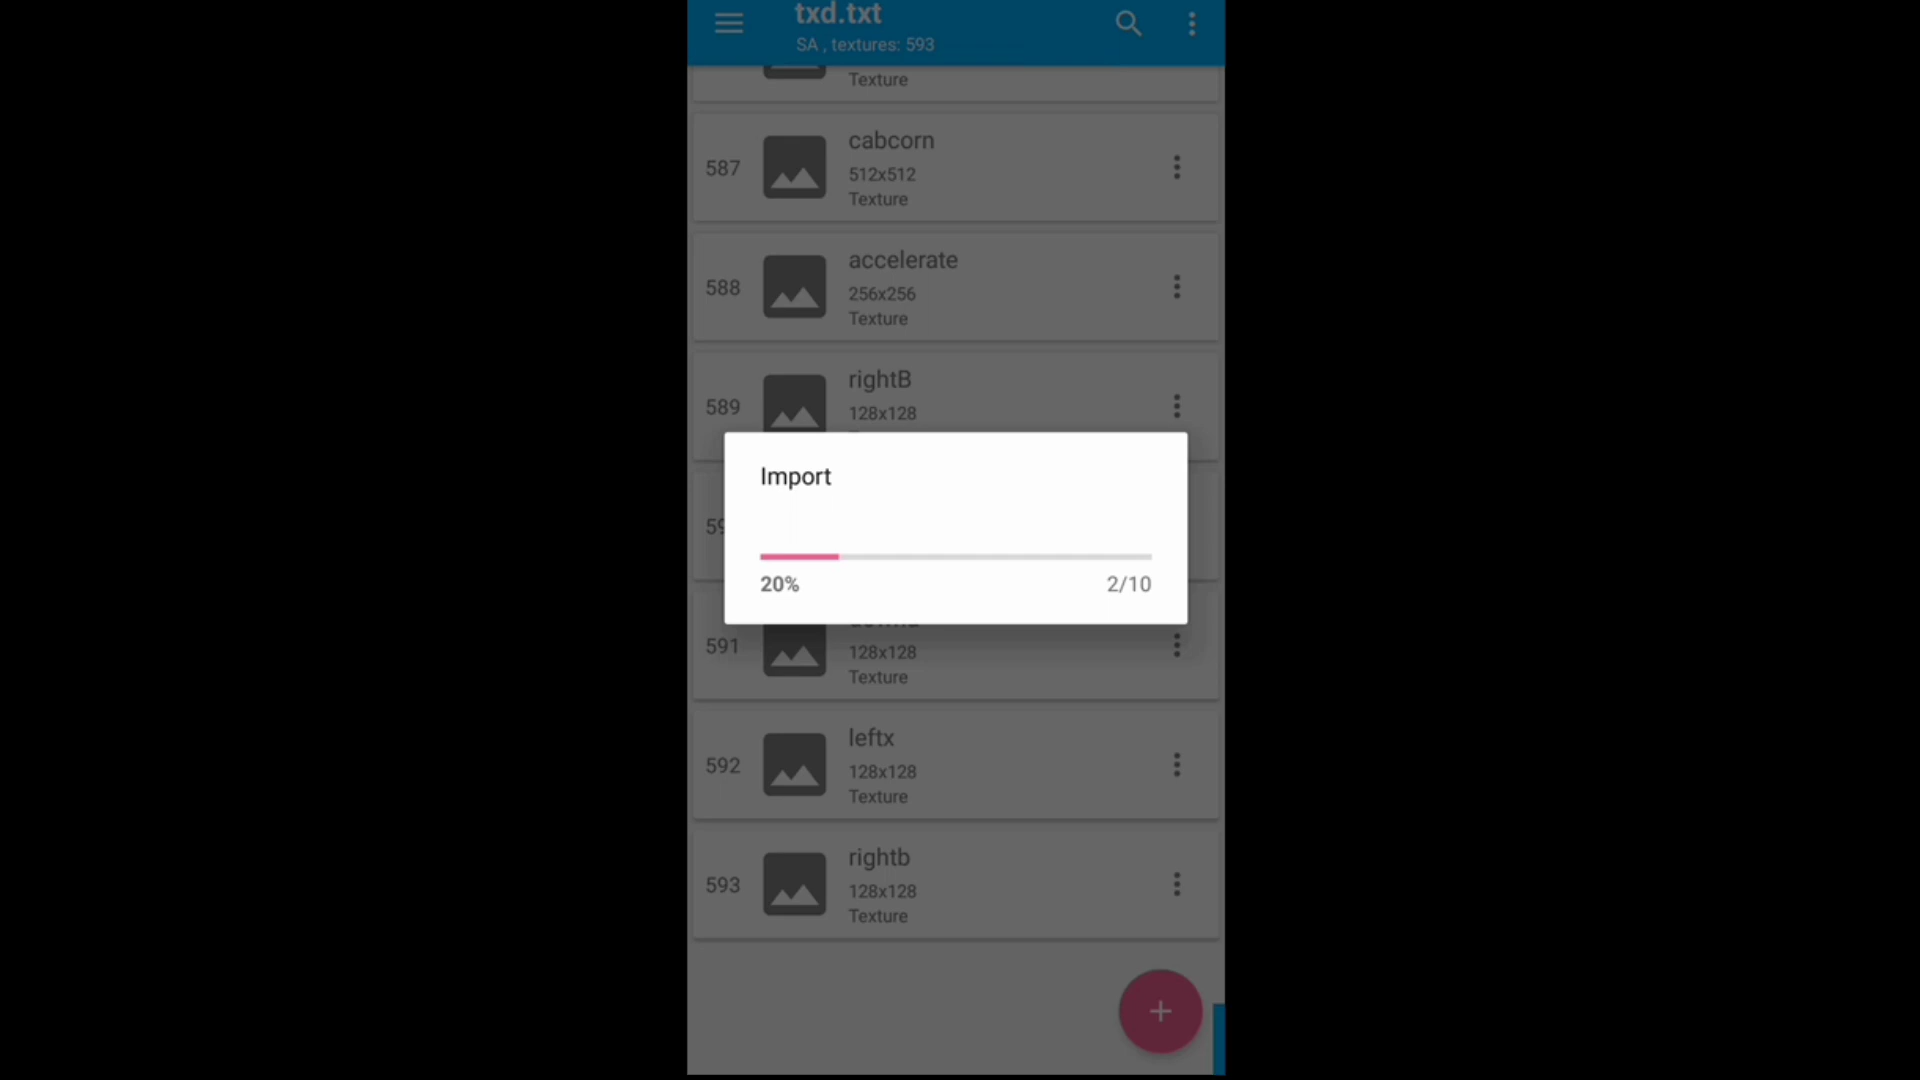 txd.txt
SA , textures: 593
Texture
587
cabcorn
512x512
Texture
588
accelerate
256x256
Texture
589
rightB
128x128
Import
20%
2/10
591
128x128
Texture
592
leftx
128x128
Texture
593
rightb
128x128
Texture